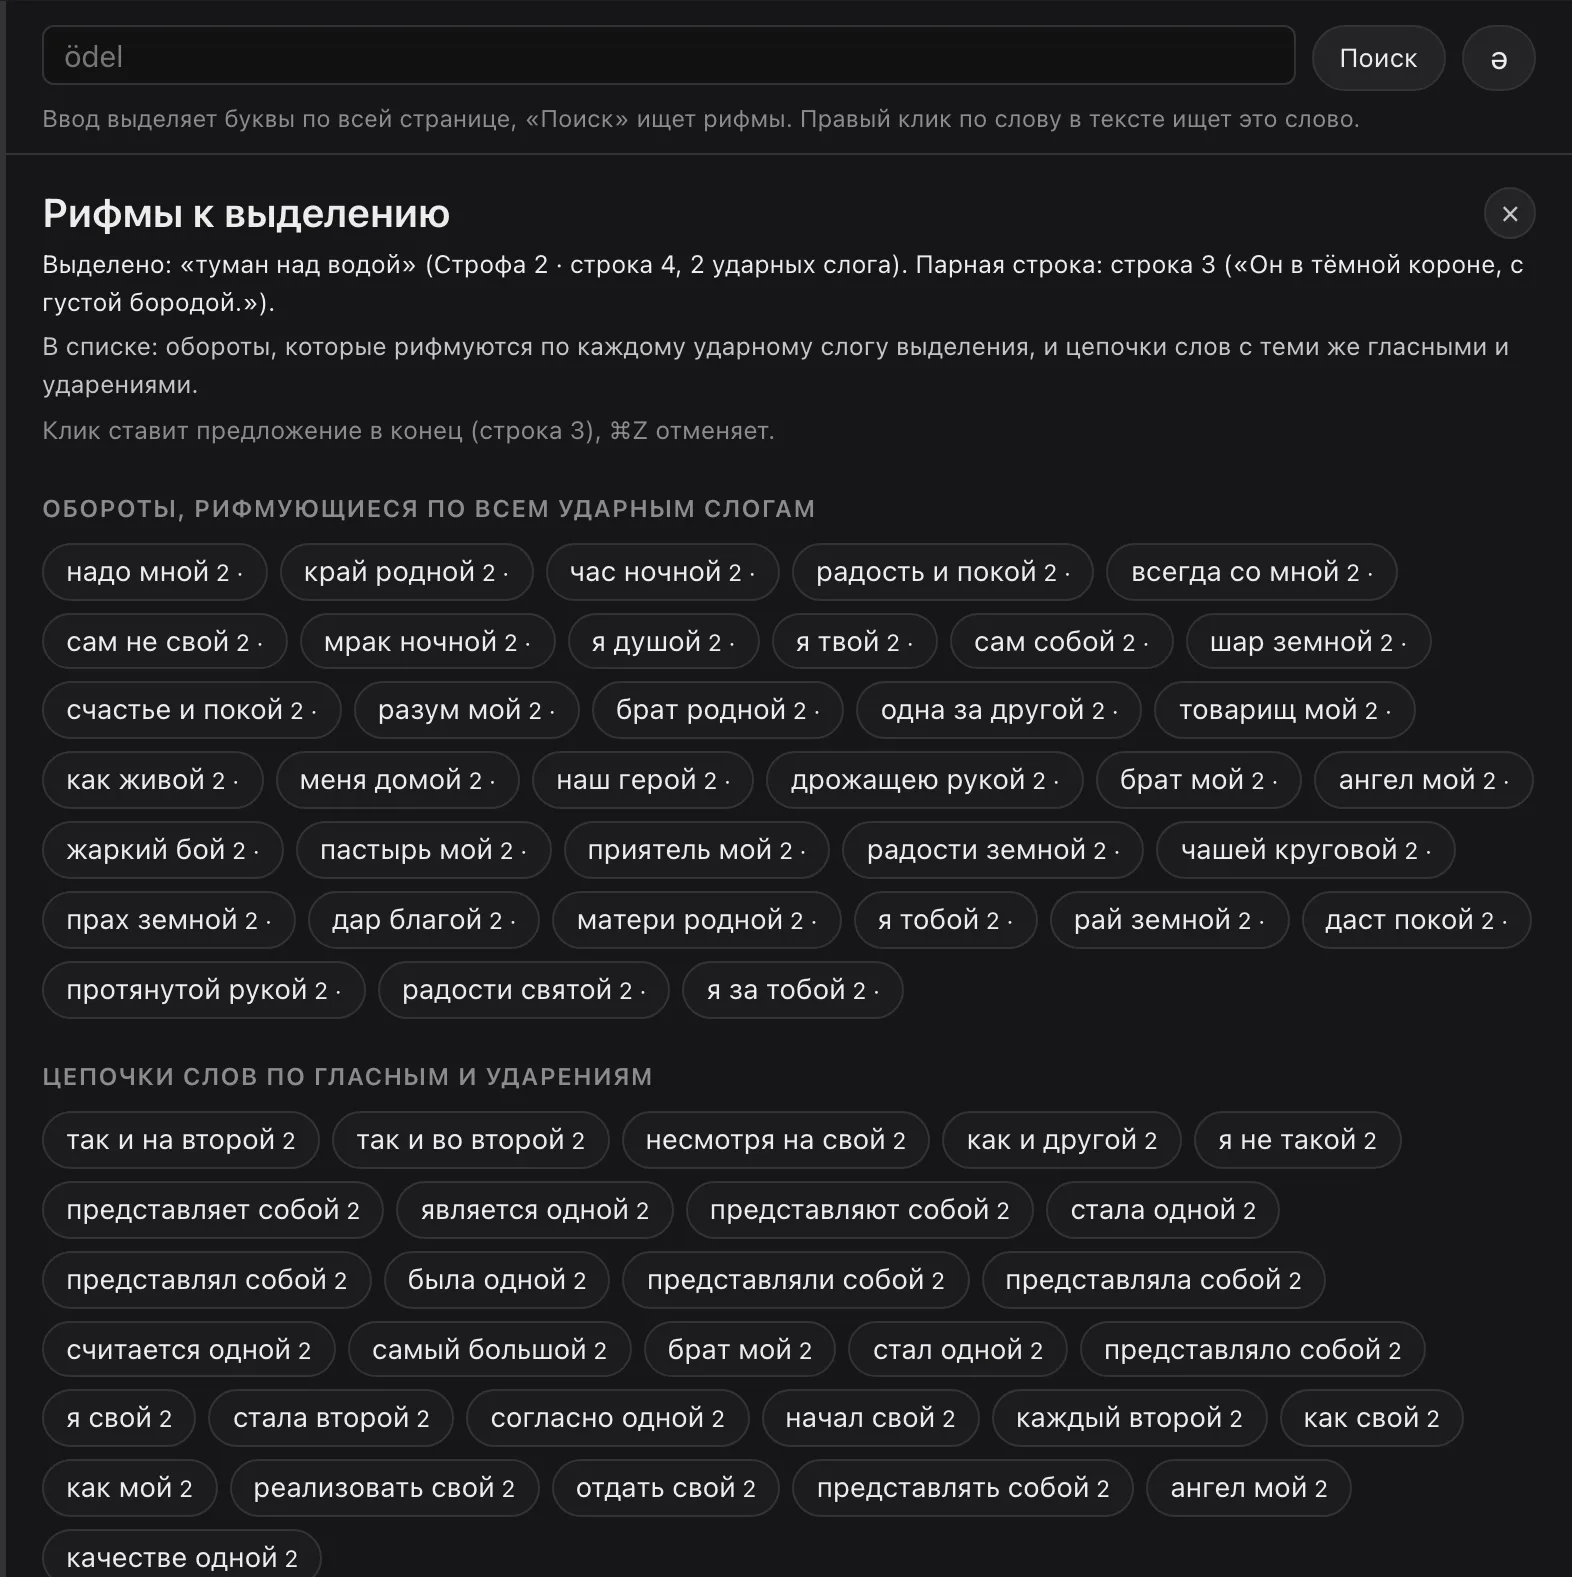 ödel Поиск ə
Ввод выделяет буквы по всей странице, «Поиск» ищет рифмы. Правый клик по слову в тексте ищет это слово.
Рифмы к выделению ×
Выделено: «туман над водой» (Строфа 2 · строка 4, 2 ударных слога). Парная строка: строка 3 («Он в тёмной короне, с
густой бородой.»).
В списке: обороты, которые рифмуются по каждому ударному слогу выделения, и цепочки слов с теми же гласными и
ударениями.
Клик ставит предложение в конец (строка 3), ⌘Z отменяет.
ОБОРОТЫ, РИФМУЮЩИЕСЯ ПО ВСЕМ УДАРНЫМ СЛОГАМ
надо мной 2 · край родной 2 · час ночной 2 · радость и покой 2 · всегда со мной 2 ·
сам не свой 2 · мрак ночной 2 · я душой 2 · я твой 2 · сам собой 2 · шар земной 2 ·
счастье и покой 2 · разум мой 2 · брат родной 2 · одна за другой 2 · товарищ мой 2 ·
как живой 2 · меня домой 2 · наш герой 2 · дрожащею рукой 2 · брат мой 2 · ангел мой 2 ·
жаркий бой 2 · пастырь мой 2 · приятель мой 2 · радости земной 2 · чашей круговой 2 ·
прах земной 2 · дар благой 2 · матери родной 2 · я тобой 2 · рай земной 2 · даст покой 2 ·
протянутой рукой 2 · радости святой 2 · я за тобой 2 ·
ЦЕПОЧКИ СЛОВ ПО ГЛАСНЫМ И УДАРЕНИЯМ
так и на второй 2 так и во второй 2 несмотря на свой 2 как и другой 2 я не такой 2
представляет собой 2 является одной 2 представляют собой 2 стала одной 2
представлял собой 2 была одной 2 представляли собой 2 представляла собой 2
считается одной 2 самый большой 2 брат мой 2 стал одной 2 представляло собой 2
я свой 2 стала второй 2 согласно одной 2 начал свой 2 каждый второй 2 как свой 2
как мой 2 реализовать свой 2 отдать свой 2 представлять собой 2 ангел мой 2
качестве одной 2